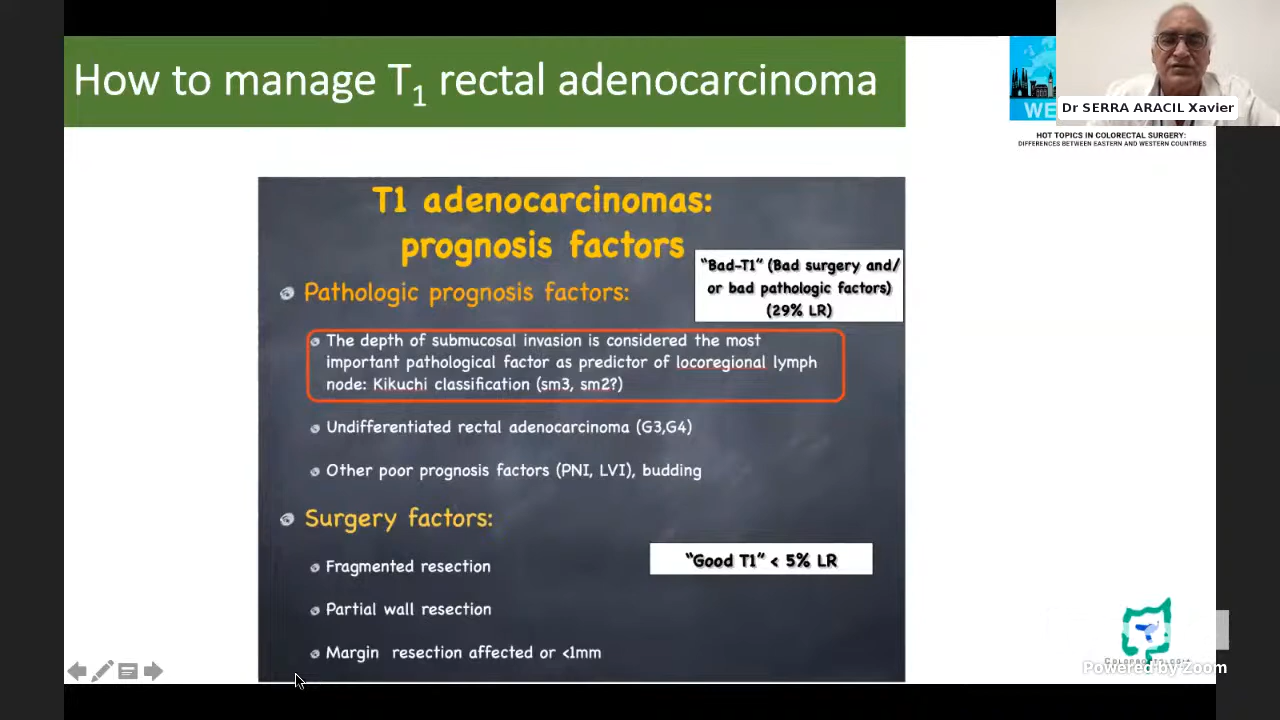 How to manage T1 rectal adenocarcinoma
WE
Dr SERRA ARACIL Xavier
HOT TOPICS IN COLORECTAL SURGERY:
DIFFERENCES BETWEEN EASTERN AND WESTERN COUNTRIES
T1 adenocarcinomas:
prognosis factors
"Bad-T1" (Bad surgery and/
or bad pathologic factors)
(29% LR)
Pathologic prognosis factors:
The depth of submucosal invasion is considered the most
important pathological factor as predictor of locoregional lymph
node: Kikuchi classification (sm3, sm2?)
Undifferentiated rectal adenocarcinoma (G3,G4)
Other poor prognosis factors (PNI, LVI), budding
Surgery factors:
"Good T1" < 5% LR
Fragmented resection
Partial wall resection
Margin resection affected or <1mm
Powered by Zoom